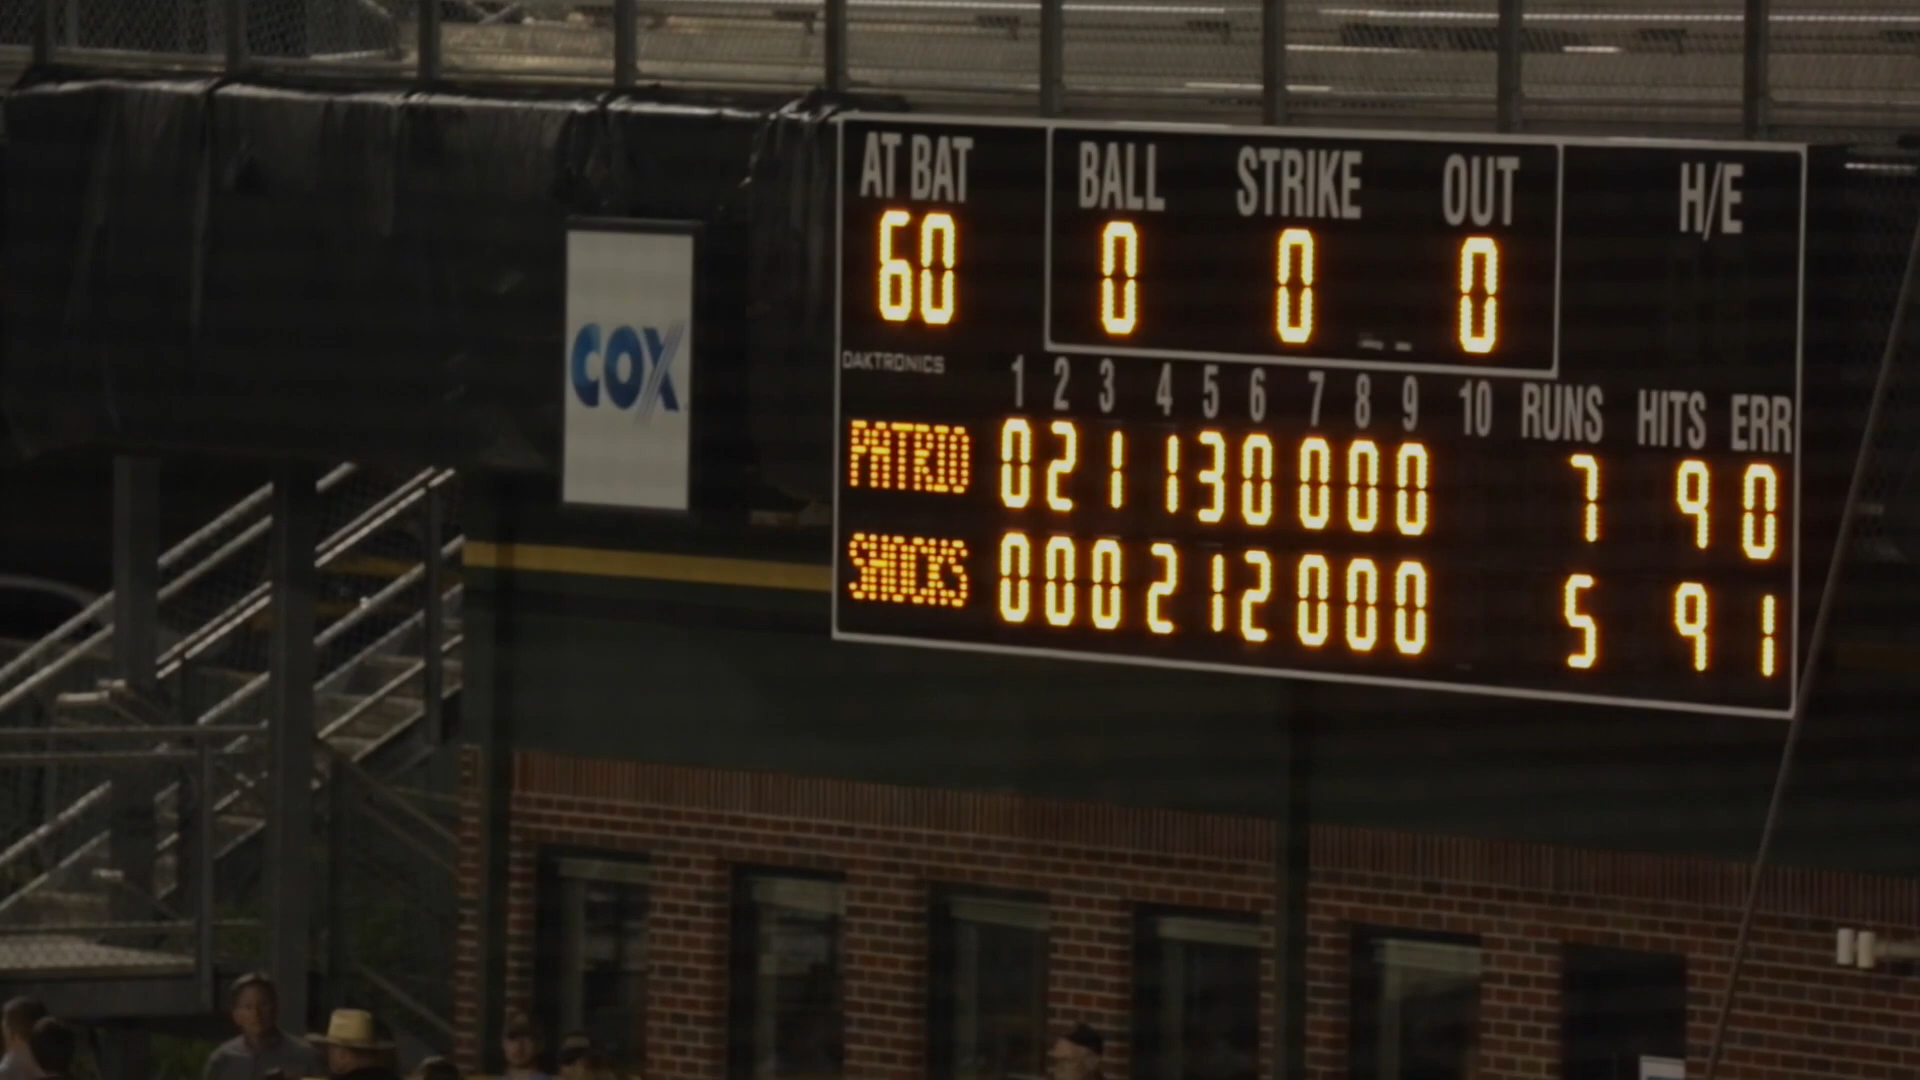 AT BAT BALL STRIKE OUT H/E
60 0 0 0
COX
DAKTRONICS
1 2 3 4 5 6 7 8 9 10 RUNS HITS ERR
PATRIO 0 2 1 1 3 0 0 0 0 7 9 0
SHOCKS 0 0 0 2 1 2 0 0 0 5 9 1